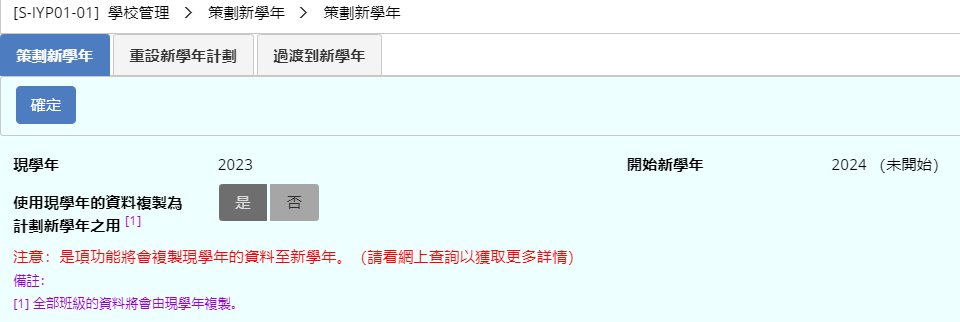 [S-IYP01-01] 學校管理 > 策劃新學年 > 策劃新學年
策劃新學年 重設新學年計劃 過渡到新學年
確定
現學年 2023 開始新學年 2024 （未開始）
使用現學年的資料複製為 是 否
計劃新學年之用 [1]
注意：是項功能將會複製現學年的資料至新學年。（請看網上查詢以獲取更多詳情）
備註：
[1] 全部班級的資料將會由現學年複製。